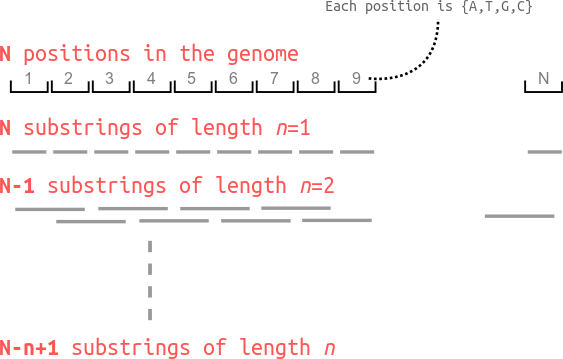 Each position is {A,T,G,C}
N positions in the genome
1 2 3 4 5 6 7 8 9 N
N substrings of length n=1
N-1 substrings of length n=2
N-n+1 substrings of length n